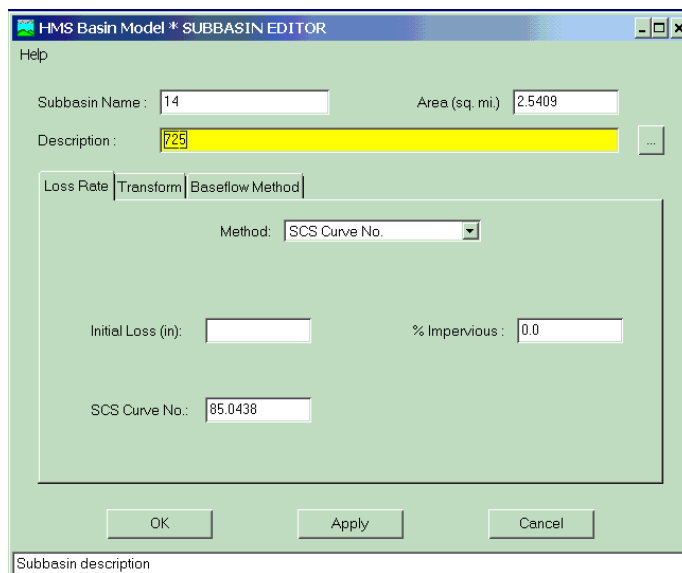 HMS Basin Model * SUBBASIN EDITOR
Help
Subbasin Name : 14 Area (sq. mi.) 2.5409
Description : 725 ...
Loss Rate Transform Baseflow Method
Method: SCS Curve No.
Initial Loss (in): % Impervious : 0.0
SCS Curve No.: 85.0438
OK Apply Cancel
Subbasin description